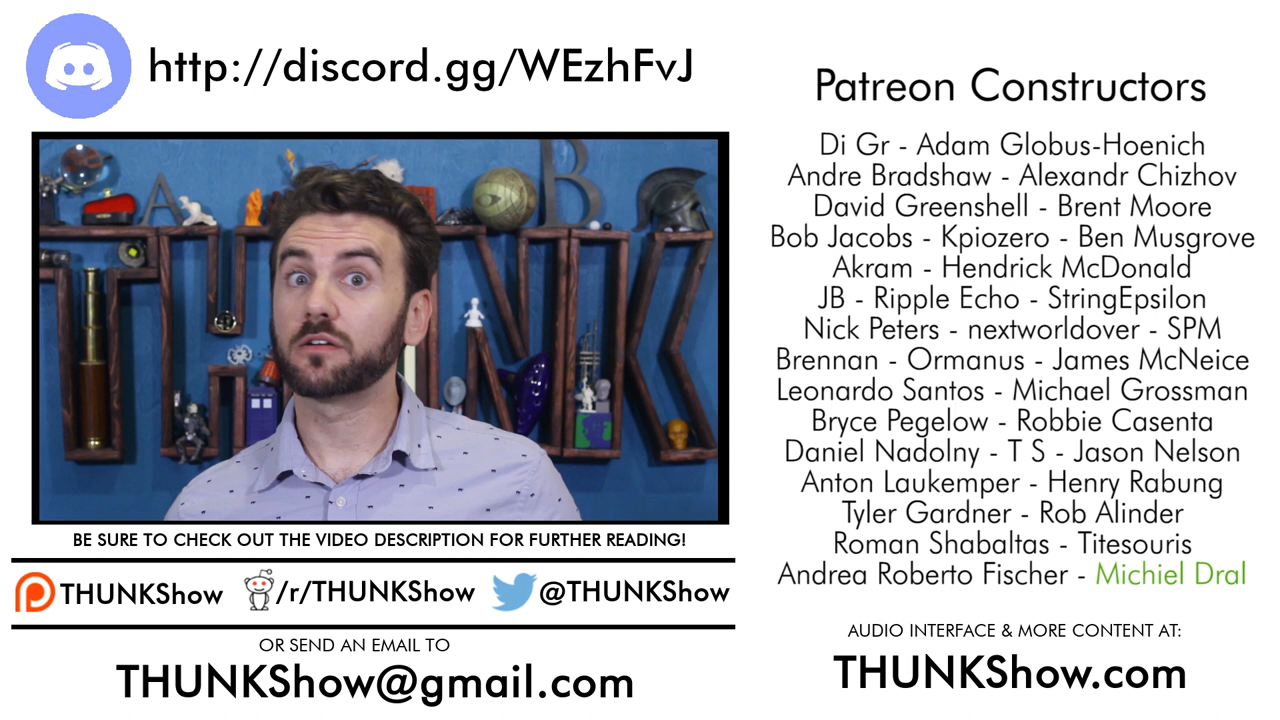 http://discord.gg/WEzhFvJ
A
B
THUNK
BE SURE TO CHECK OUT THE VIDEO DESCRIPTION FOR FURTHER READING!
THUNKShow /r/THUNKShow @THUNKShow
OR SEND AN EMAIL TO
THUNKShow@gmail.com
Patreon Constructors
Di Gr - Adam Globus-Hoenich
Andre Bradshaw - Alexandr Chizhov
David Greenshell - Brent Moore
Bob Jacobs - Kpiozero - Ben Musgrove
Akram - Hendrick McDonald
JB - Ripple Echo - StringEpsilon
Nick Peters - nextworldover - SPM
Brennan - Ormanus - James McNeice
Leonardo Santos - Michael Grossman
Bryce Pegelow - Robbie Casenta
Daniel Nadolny - T S - Jason Nelson
Anton Laukemper - Henry Rabung
Tyler Gardner - Rob Alinder
Roman Shabaltas - Titesouris
Andrea Roberto Fischer - Michiel Dral
AUDIO INTERFACE & MORE CONTENT AT:
THUNKShow.com